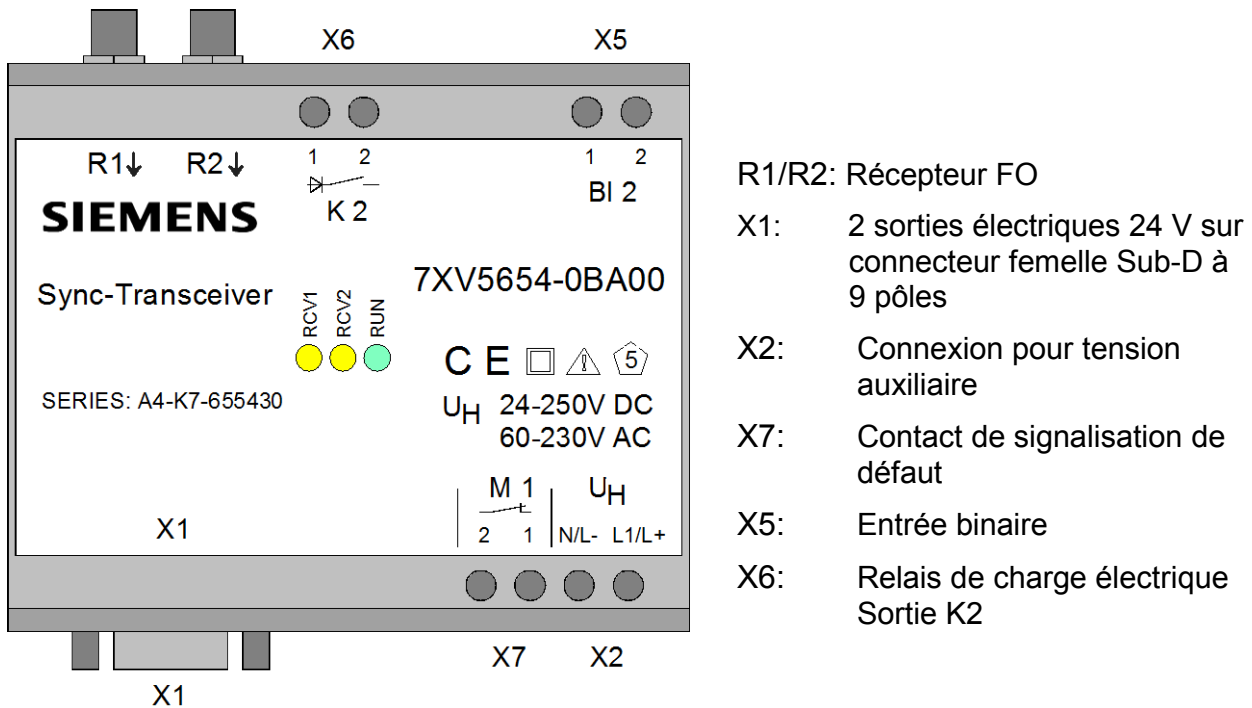 X6 X5
R1↓ R2↓ 1 2 1 2
K 2 BI 2
SIEMENS
Sync-Transceiver
7XV5654-0BA00
RCV1 RCV2 RUN
C E 5
SERIES: A4-K7-655430
UH 24-250V DC
60-230V AC
M 1 UH
2 1 N/L- L1/L+
X1
X7 X2
X1
R1/R2: Récepteur FO
X1: 2 sorties électriques 24 V sur
connecteur femelle Sub-D à
9 pôles
X2: Connexion pour tension
auxiliaire
X7: Contact de signalisation de
défaut
X5: Entrée binaire
X6: Relais de charge électrique
Sortie K2